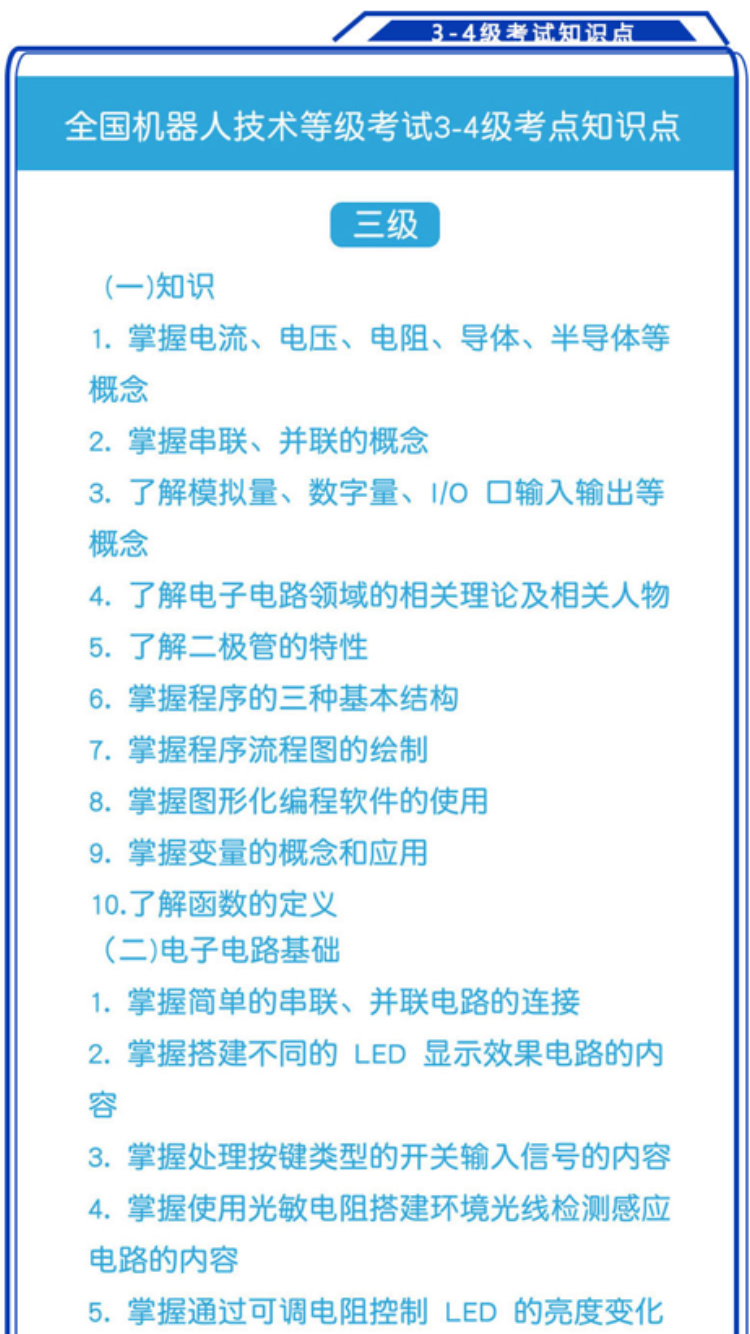 3-4级考试知识点
全国机器人技术等级考试3-4级考点知识点
三级
(一)知识
1. 掌握电流、电压、电阻、导体、半导体等
概念
2. 掌握串联、并联的概念
3. 了解模拟量、数字量、I/O 口输入输出等
概念
4. 了解电子电路领域的相关理论及相关人物
5. 了解二极管的特性
6. 掌握程序的三种基本结构
7. 掌握程序流程图的绘制
8. 掌握图形化编程软件的使用
9. 掌握变量的概念和应用
10.了解函数的定义
（二)电子电路基础
1. 掌握简单的串联、并联电路的连接
2. 掌握搭建不同的 LED 显示效果电路的内
容
3. 掌握处理按键类型的开关输入信号的内容
4. 掌握使用光敏电阻搭建环境光线检测感应
电路的内容
5. 掌握通过可调电阻控制 LED 的亮度变化